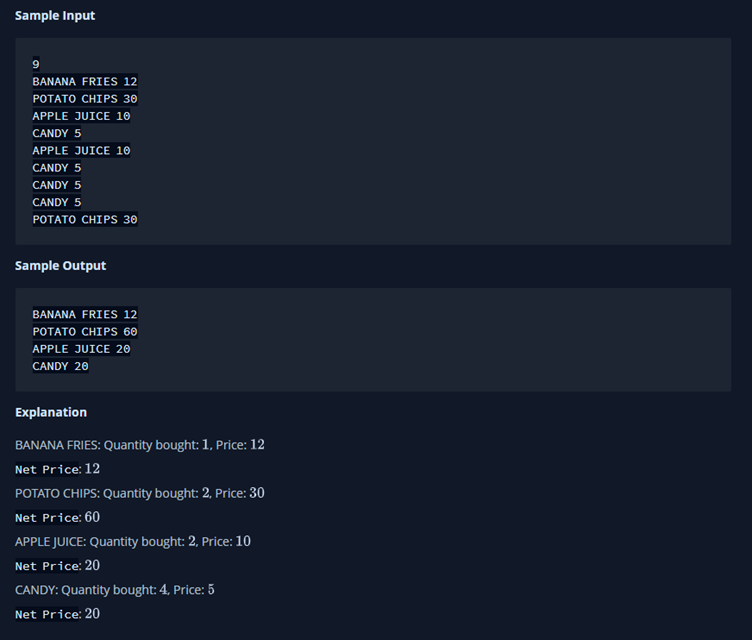 Sample Input
9
BANANA FRIES 12
POTATO CHIPS 30
APPLE JUICE 10
CANDY 5
APPLE JUICE 10
CANDY 5
CANDY 5
CANDY 5
POTATO CHIPS 30
Sample Output
BANANA FRIES 12
POTATO CHIPS 60
APPLE JUICE 20
CANDY 20
Explanation
BANANA FRIES: Quantity bought: 1, Price: 12
Net Price: 12
POTATO CHIPS: Quantity bought: 2, Price: 30
Net Price: 60
APPLE JUICE: Quantity bought: 2, Price: 10
Net Price: 20
CANDY: Quantity bought: 4, Price: 5
Net Price: 20